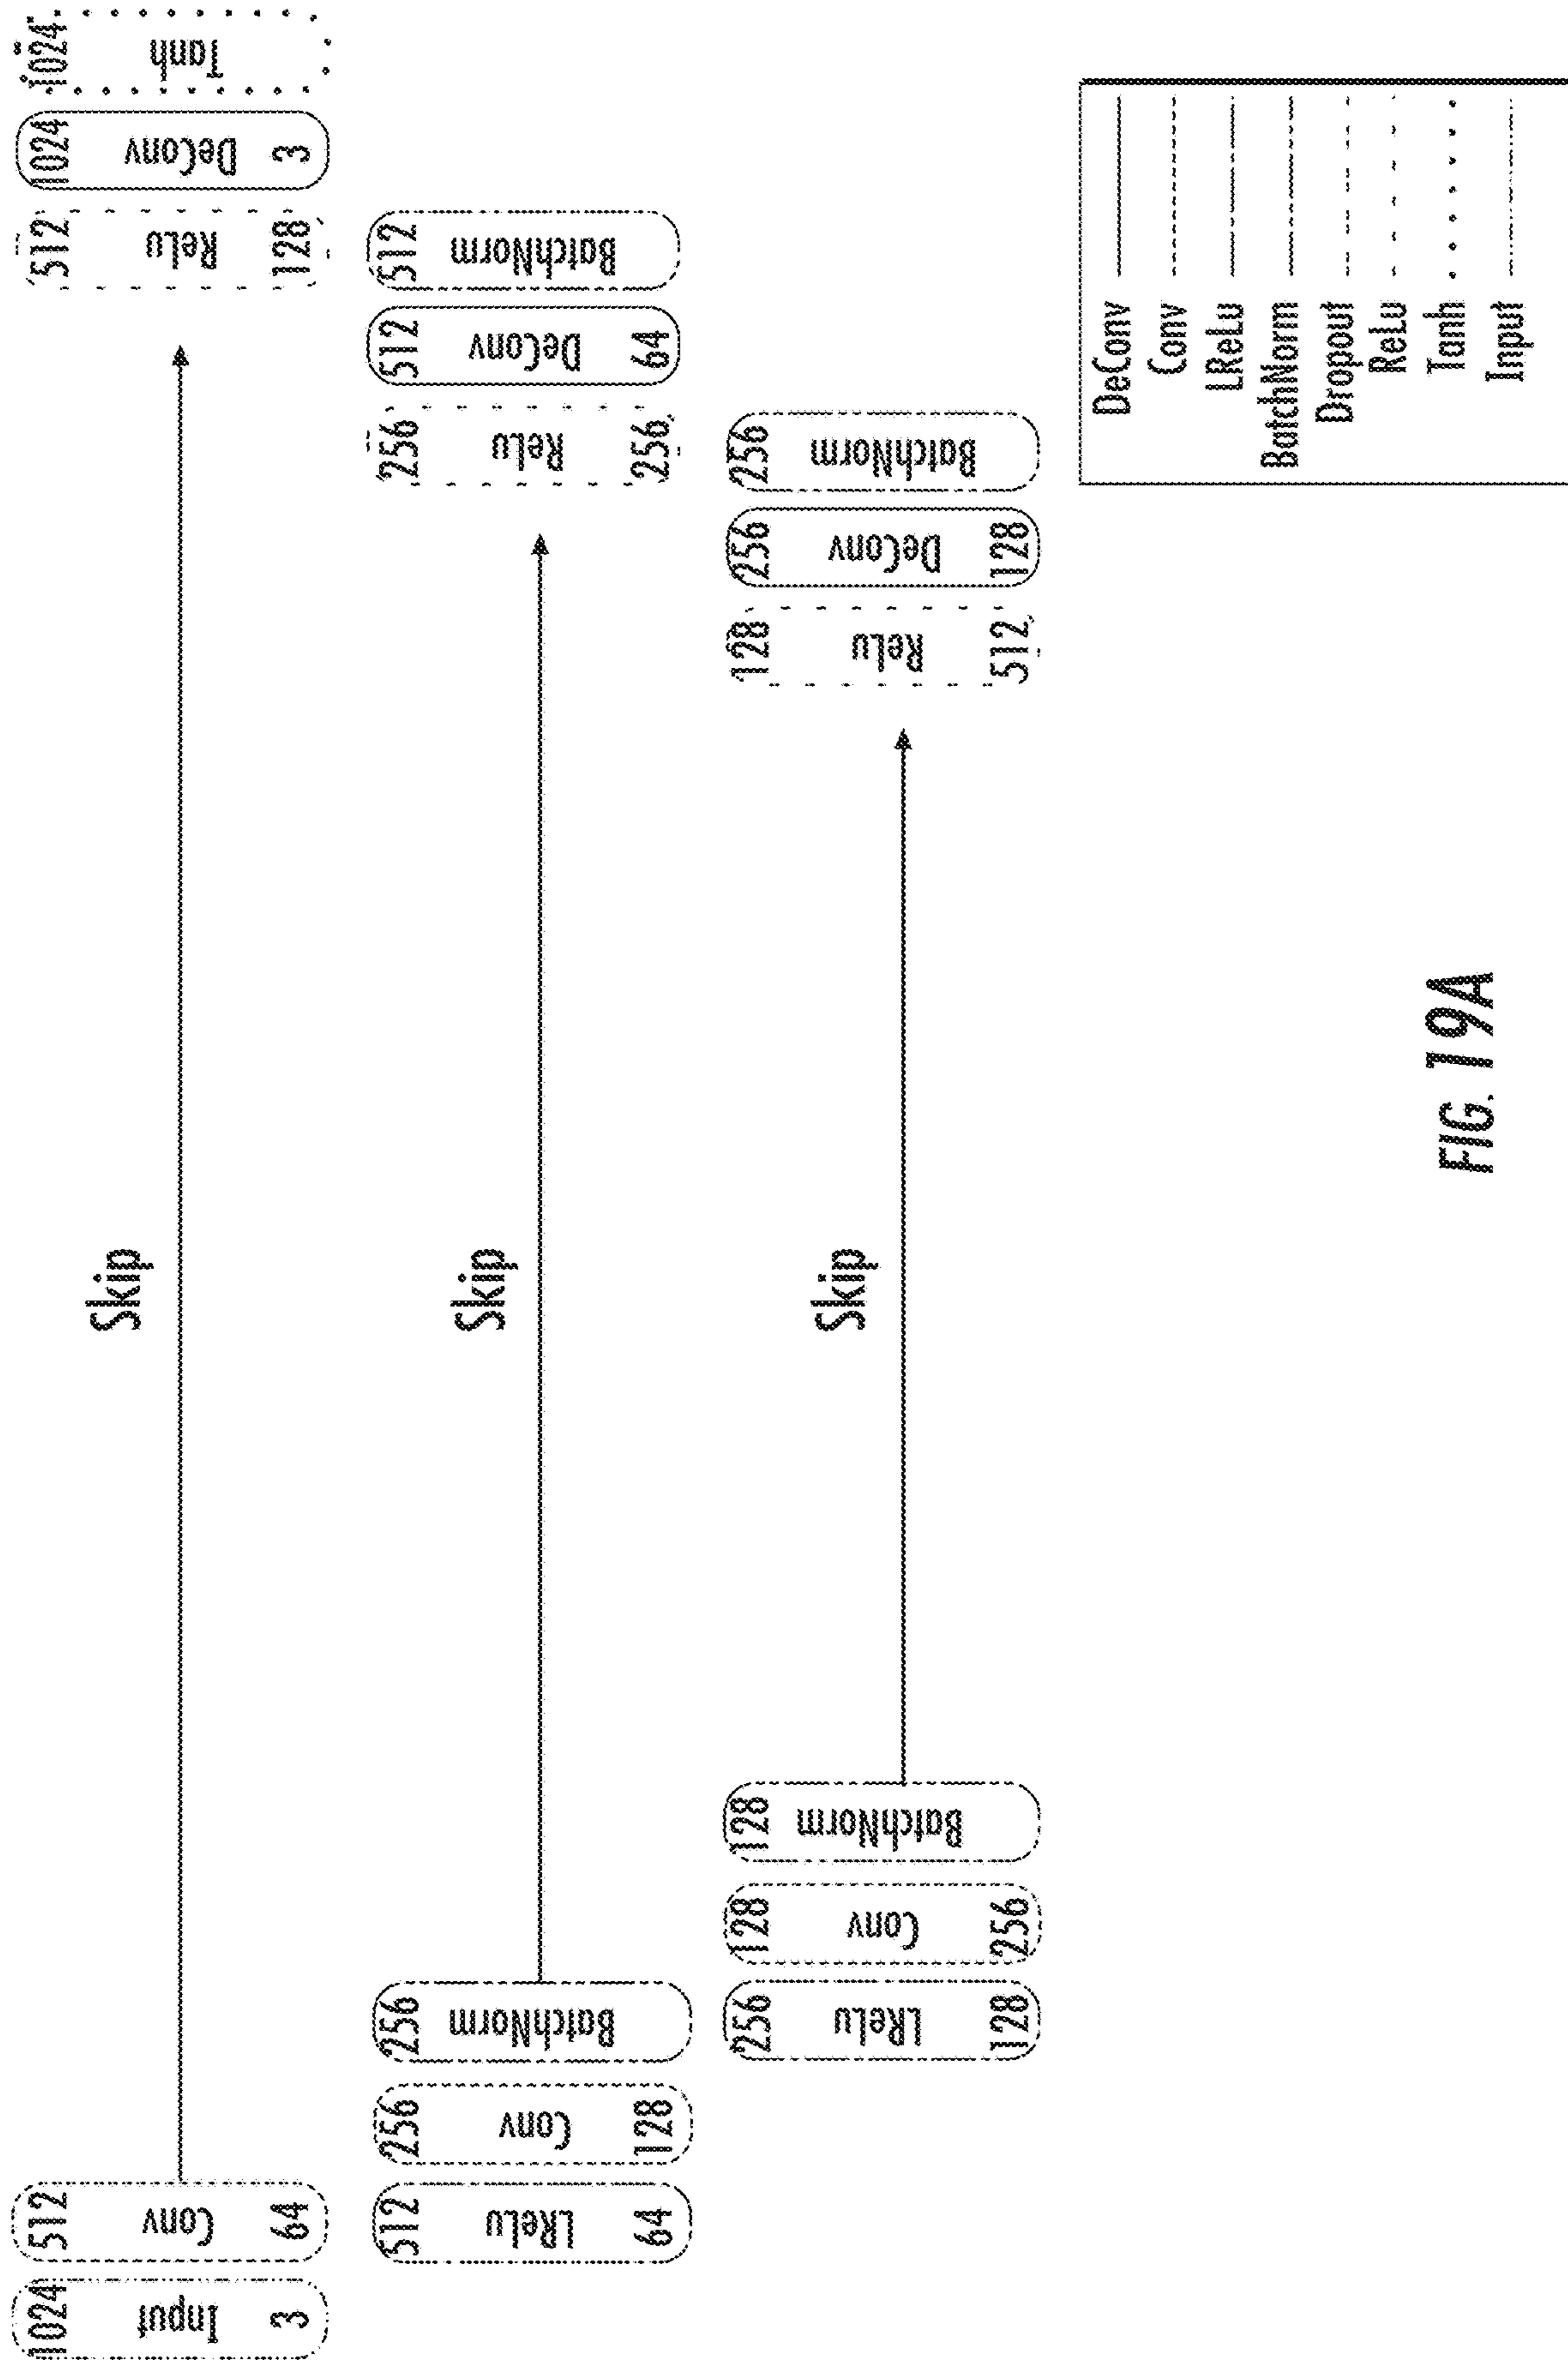 1024
Input
3
512
Conv
64
Skip
512
ReLu
128
1024
DeConv
3
1024
Tanh
512
LReLu
64
256
Conv
128
256
BatchNorm
Skip
256
ReLu
256
512
DeConv
64
512
BatchNorm
256
LReLu
128
128
Conv
256
128
BatchNorm
Skip
128
ReLu
512
256
DeConv
128
256
BatchNorm
DeConv
Conv
LReLu
BatchNorm
Dropout
ReLu
Tanh
Input
FIG. 19A